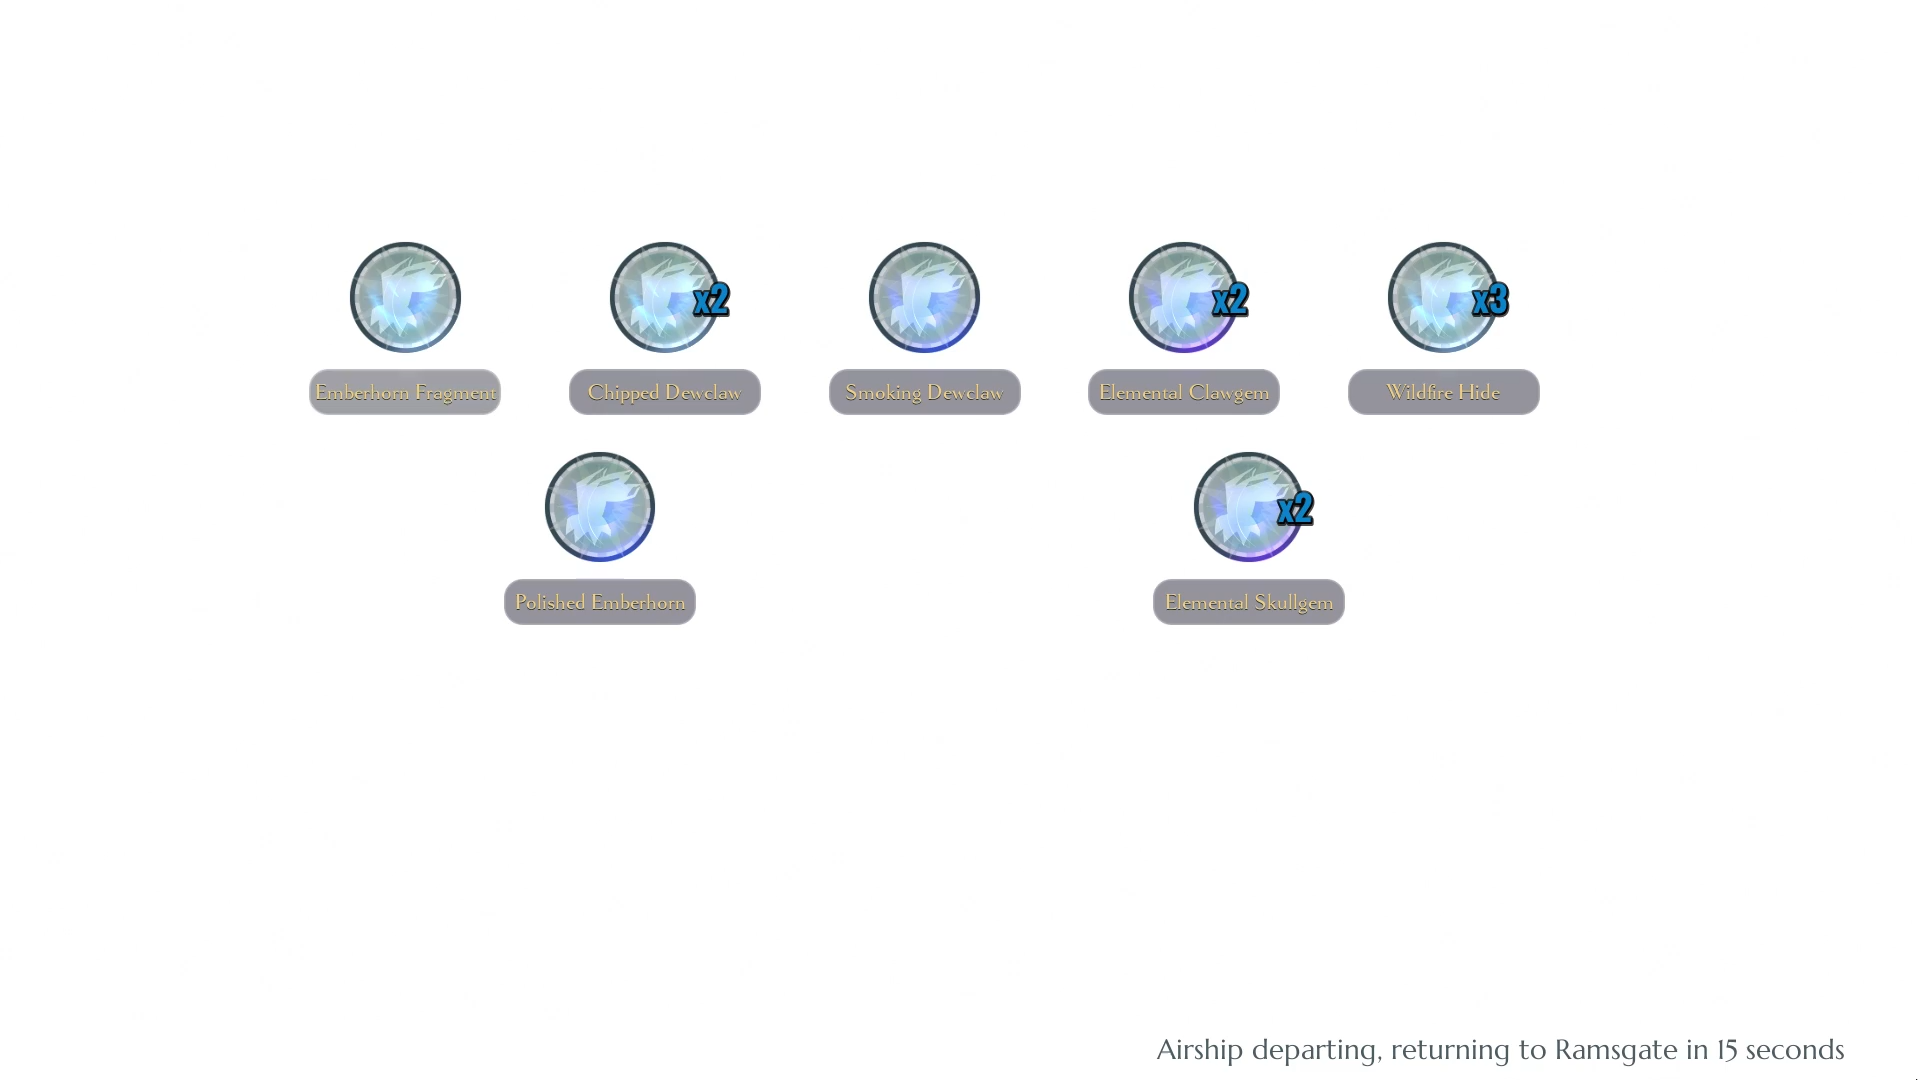 x2
x2
x3
Emberhorn Fragment
Chipped Dewclaw
Smoking Dewclaw
Elemental Clawgem
Wildfire Hide
x2
Polished Emberhorn
Elemental Skullgem
Airship departing, returning to Ramsgate in 15 seconds